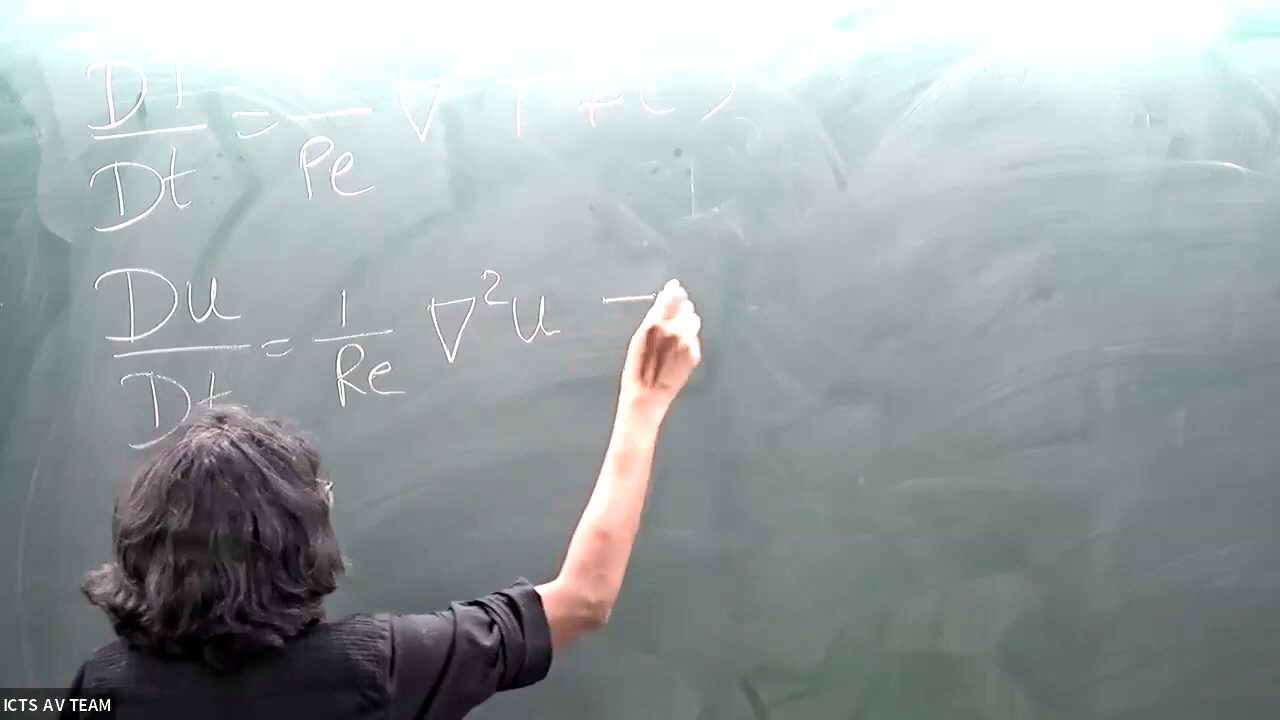 DT/Dt = 1/Pe ∇ T + ( )
Du/Dt = 1/Re ∇²u –
ICTS AV TEAM